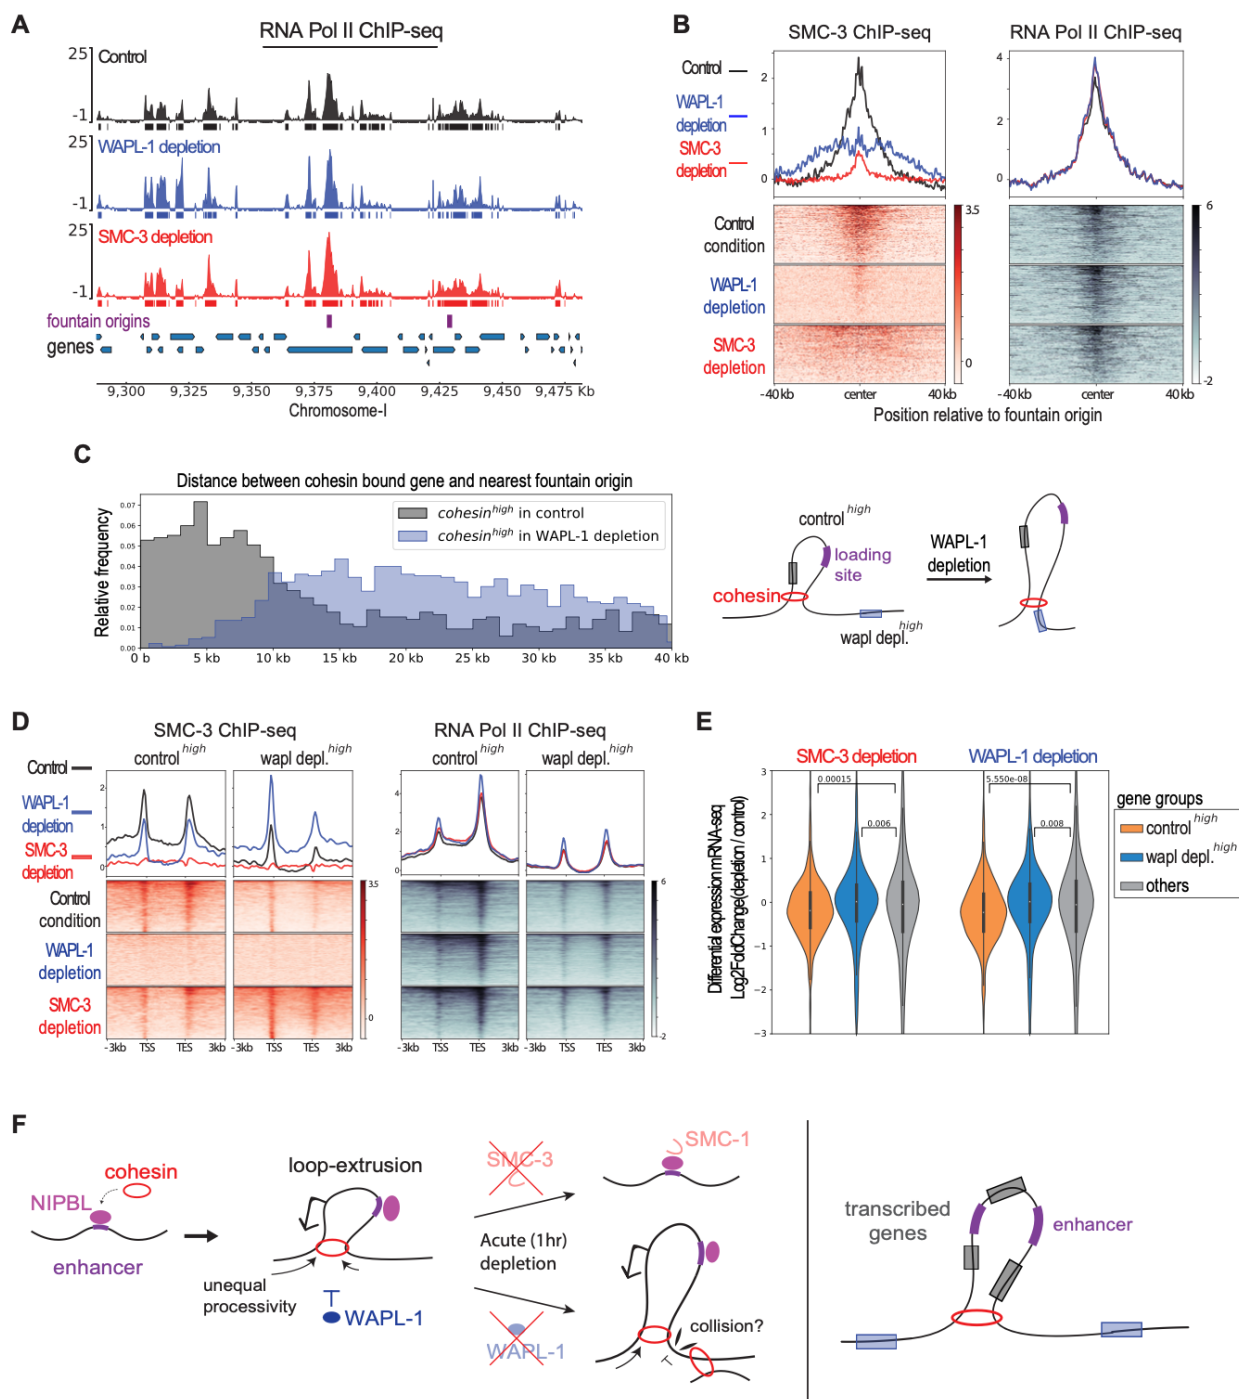 A
RNA Pol II ChIP-seq
25
Control
-1
25
WAPL-1 depletion
-1
25
SMC-3 depletion
-1
fountain origins
genes
9,300 9,325 9,350 9,375 9,400 9,425 9,450 9,475 Kb
Chromosome-I
B
SMC-3 ChIP-seq
RNA Pol II ChIP-seq
Control
WAPL-1
depletion
SMC-3
depletion
2
1
0
4
2
0
Control
condition
WAPL-1
depletion
SMC-3
depletion
3.5
0
6
-2
-40kb center 40kb
-40kb center 40kb
Position relative to fountain origin
C
Distance between cohesin bound gene and nearest fountain origin
Relative frequency
0.07
0.06
0.05
0.04
0.03
0.02
0.01
0.00
cohesin high in control
cohesin high in WAPL-1 depletion
0 b 5 kb 10 kb 15 kb 20 kb 25 kb 30 kb 35 kb 40 kb
control high
loading
site
cohesin
wapl depl. high
WAPL-1
depletion
D
SMC-3 ChIP-seq
control high
wapl depl. high
RNA Pol II ChIP-seq
control high
wapl depl. high
Control
WAPL-1
depletion
SMC-3
depletion
2
1
0
4
2
0
Control
condition
WAPL-1
depletion
SMC-3
depletion
3.5
0
6
-2
-3kb TSS TES 3kb
TSS TES 3kb
-3kb TSS TES 3kb
TSS TES 3kb
E
SMC-3 depletion
WAPL-1 depletion
Differential expression mRNA-seq
Log2FoldChange(depletion / control)
3
2
1
0
−1
−2
−3
0.00015
0.006
5.550e-08
0.008
gene groups
control high
wapl depl. high
others
F
cohesin
NIPBL
enhancer
loop-extrusion
unequal
processivity
WAPL-1
SMC-3
Acute (1hr)
depletion
WAPL-1
SMC-1
collision?
transcribed
genes
enhancer